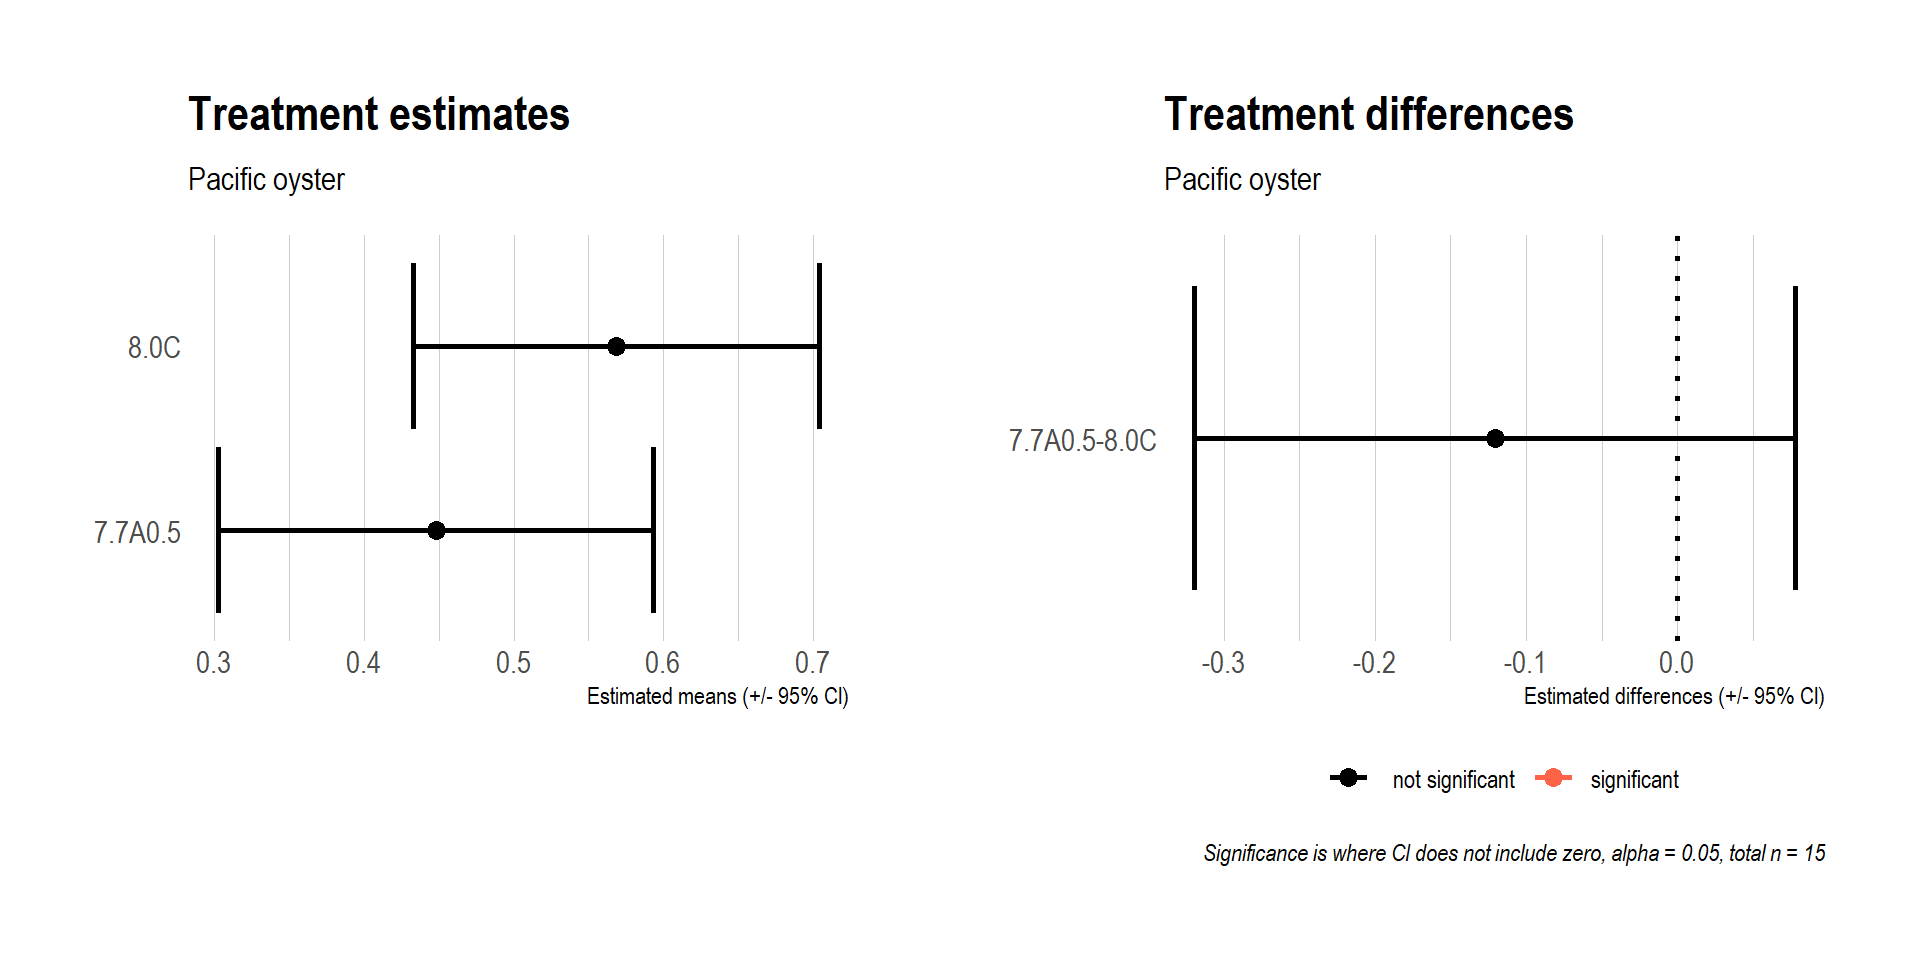 Treatment estimates
Pacific oyster
8.0C
7.7A0.5
0.3 0.4 0.5 0.6 0.7
Estimated means (+/- 95% CI)
Treatment differences
Pacific oyster
7.7A0.5-8.0C
-0.3 -0.2 -0.1 0.0
Estimated differences (+/- 95% CI)
not significant significant
Significance is where CI does not include zero, alpha = 0.05, total n = 15